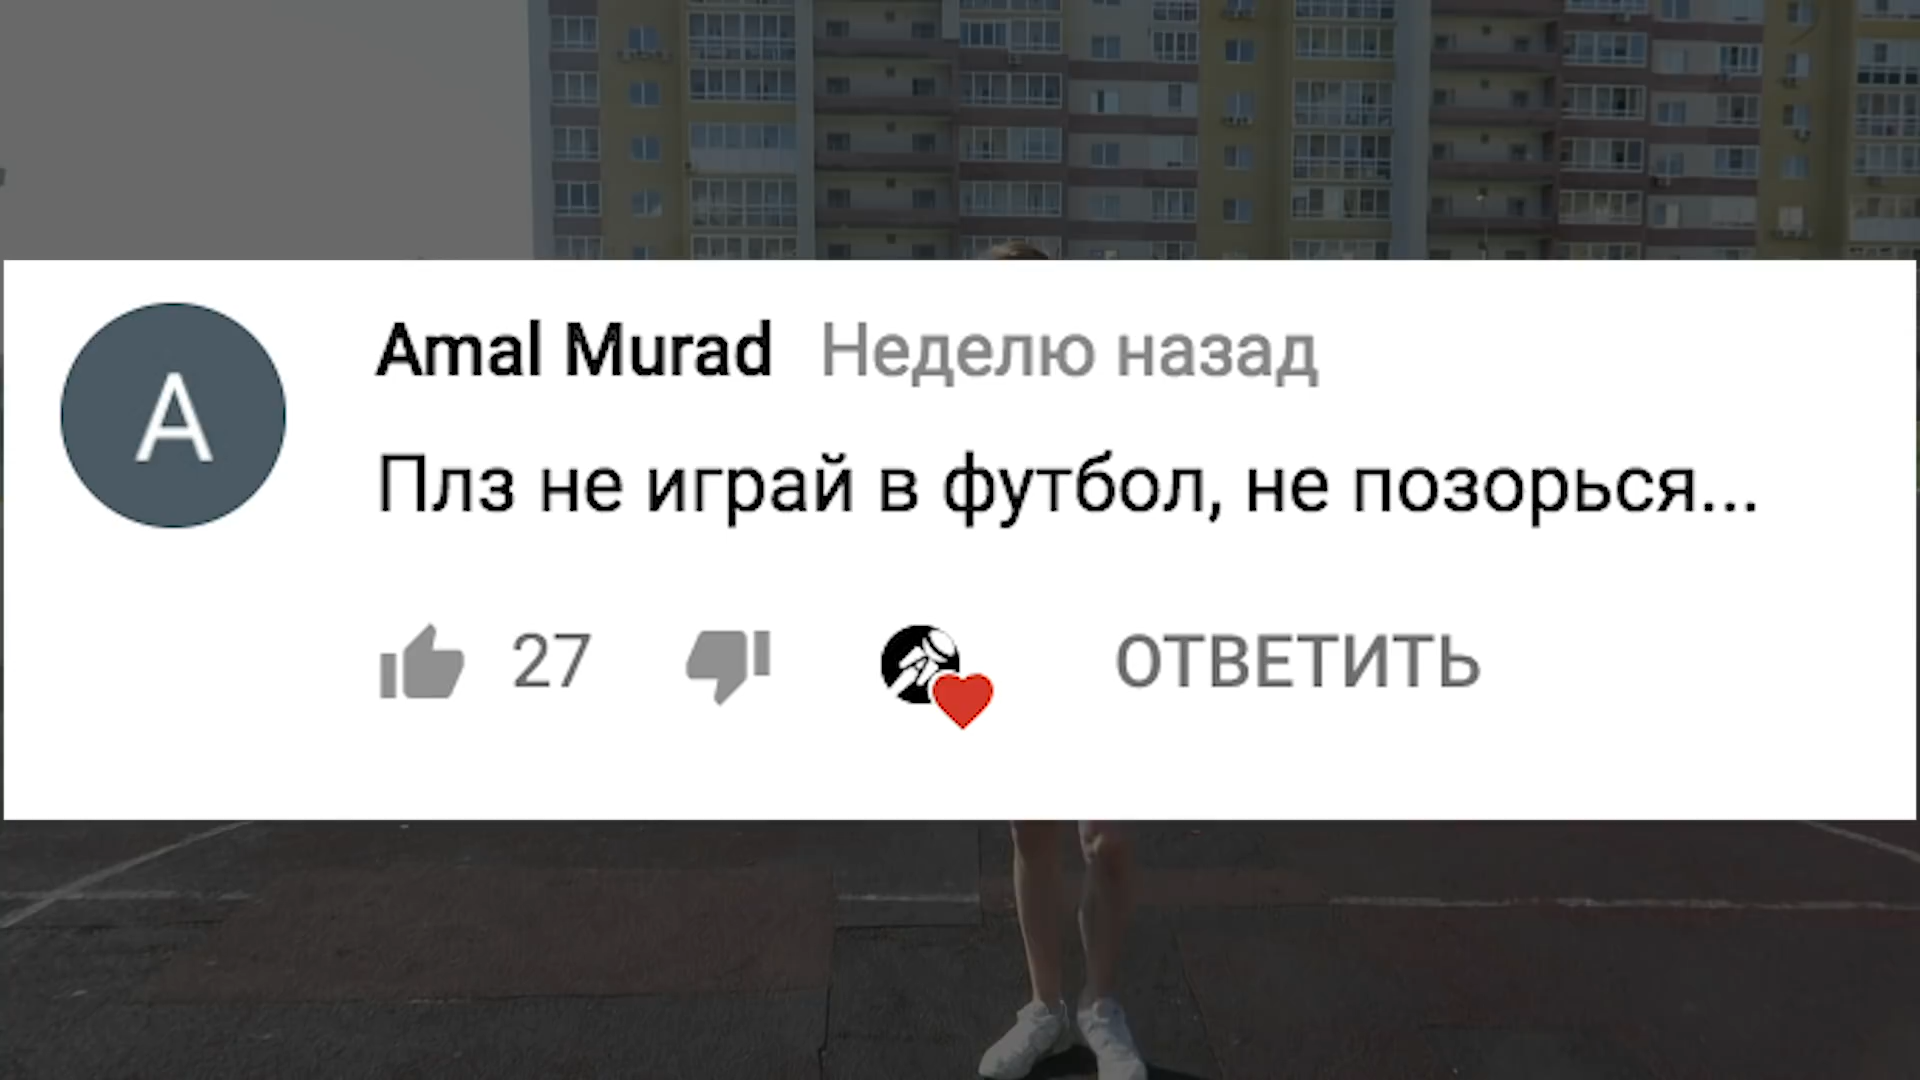 A
Amal Murad Неделю назад
Плз не играй в футбол, не позорься...
27 ОТВЕТИТЬ